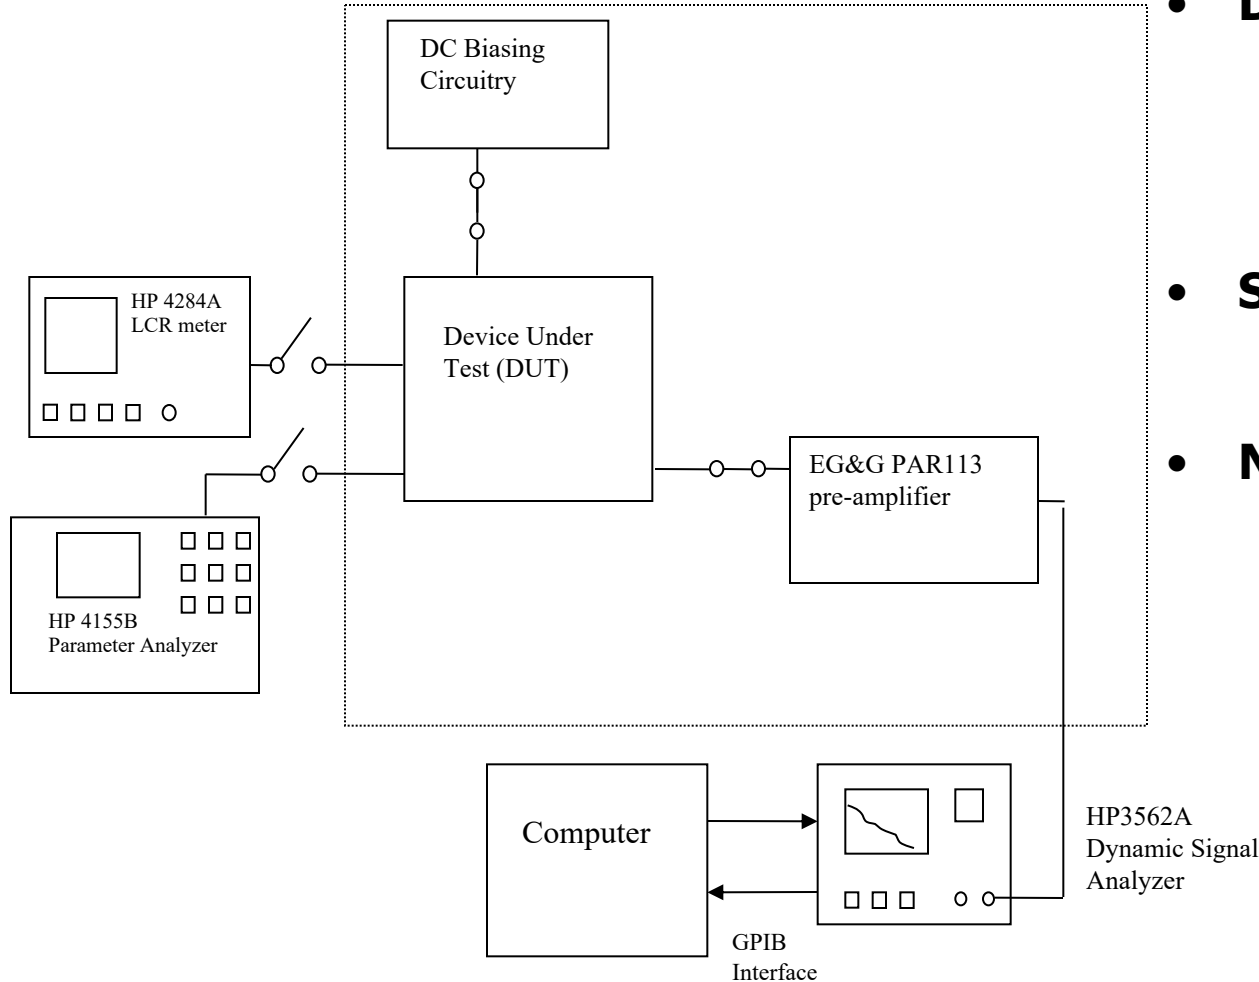 DC Biasing
Circuitry
HP 4284A
LCR meter
Device Under
Test (DUT)
EG&G PAR113
pre-amplifier
HP 4155B
Parameter Analyzer
Computer
HP3562A
Dynamic Signal
Analyzer
GPIB
Interface